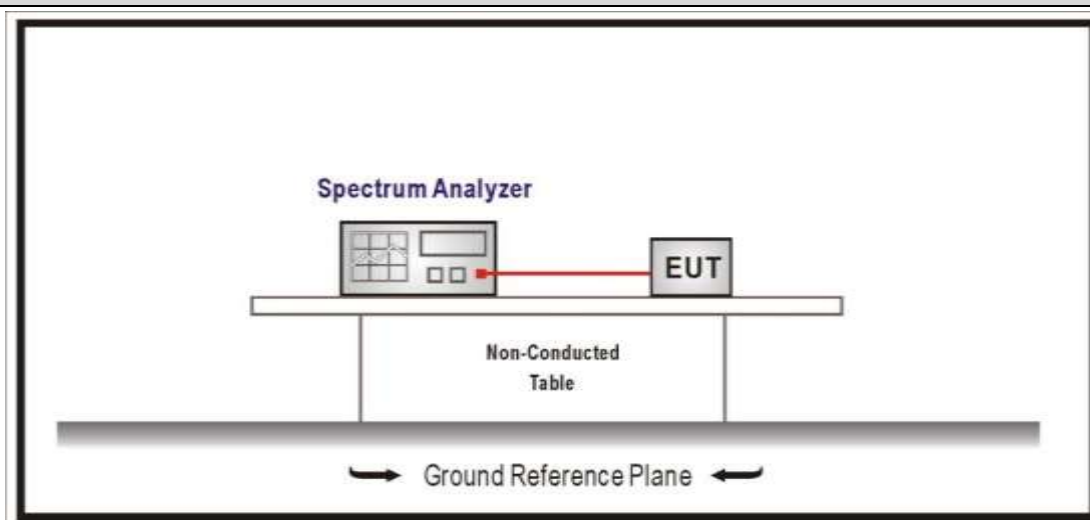 Spectrum Analyzer
EUT
Non-Conducted
Table
Ground Reference Plane